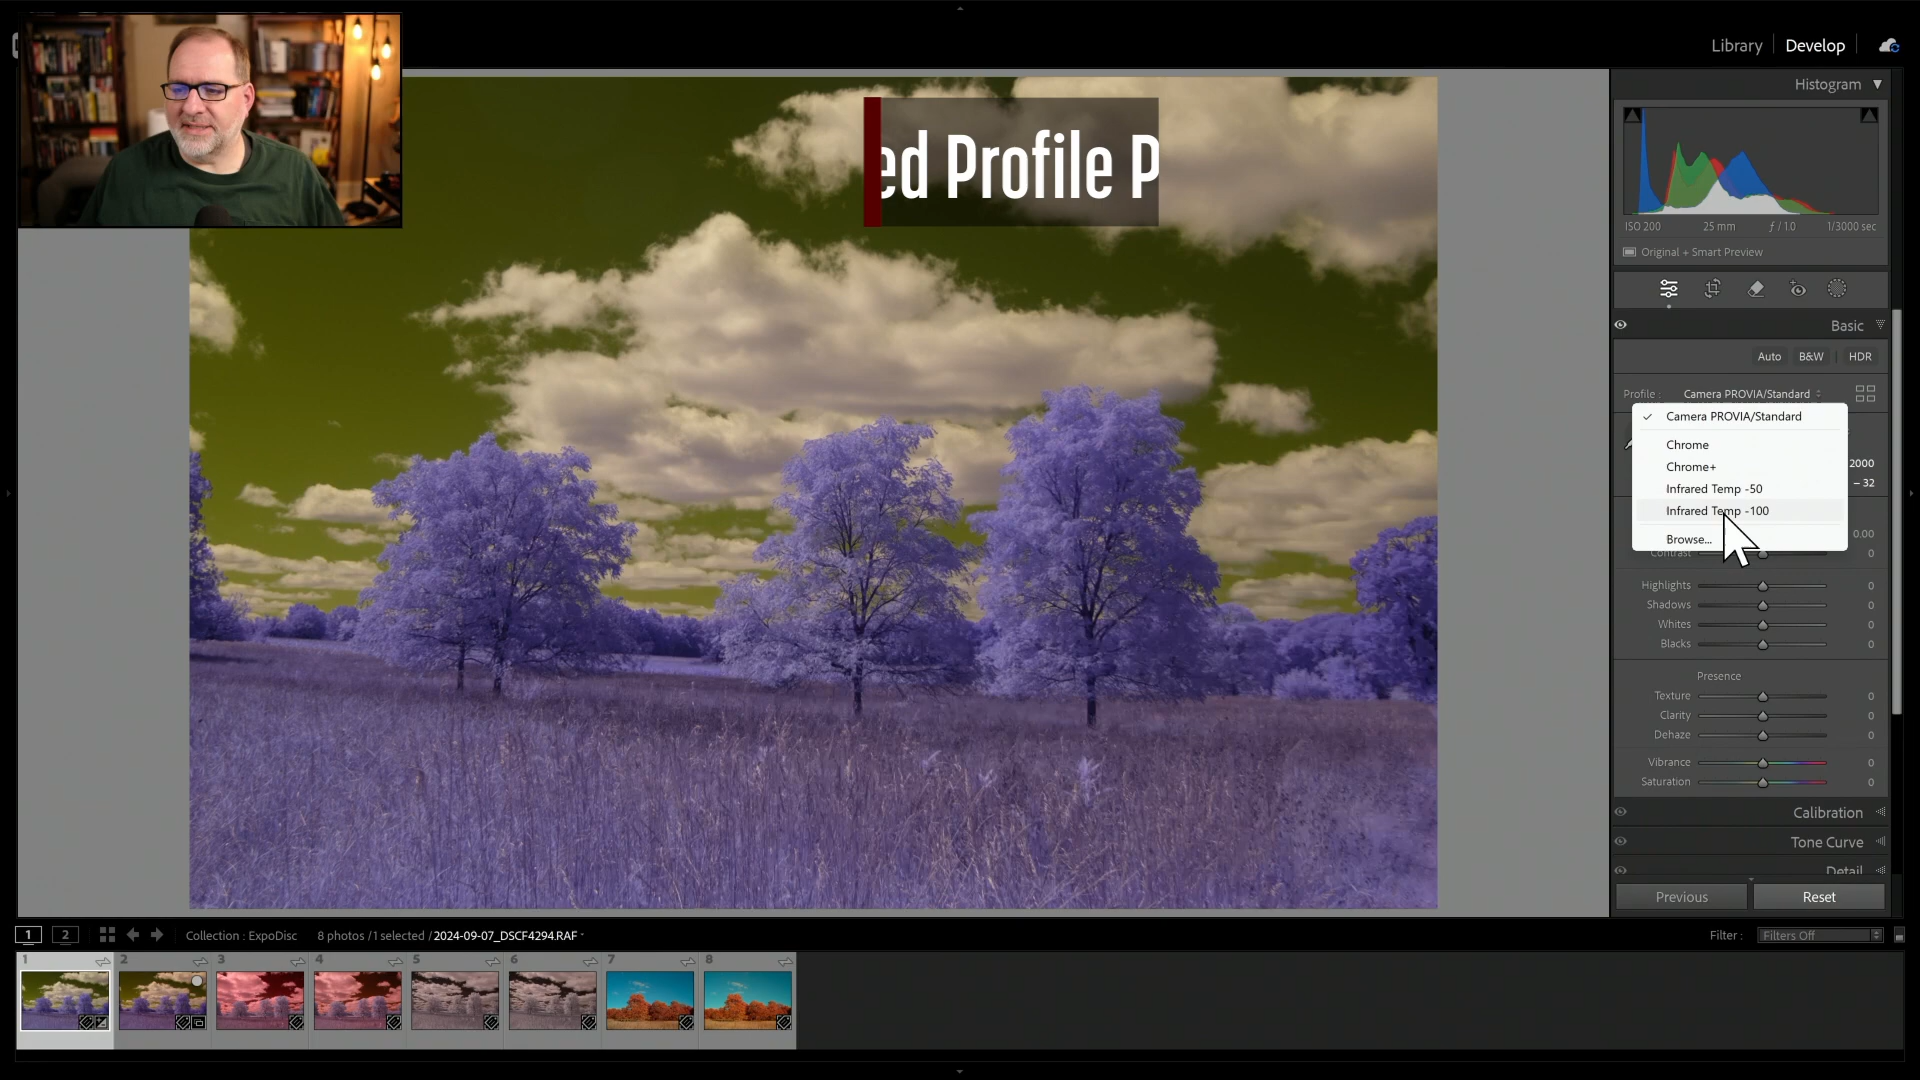 Library
Develop
ed Profile P
Histogram
ISO 200 25 mm ƒ / 1.0 1/3000 sec
Original + Smart Preview
Basic
Auto B&W HDR
Profile : Camera PROVIA/Standard
Camera PROVIA/Standard
Chrome
Chrome+
Infrared Temp -50
Infrared Temp -100
Browse...
2000
– 32
0.00
Contrast 0
Highlights 0
Shadows 0
Whites 0
Blacks 0
Presence
Texture 0
Clarity 0
Dehaze 0
Vibrance 0
Saturation 0
Calibration
Tone Curve
Detail
Previous Reset
1 2 Collection : ExpoDisc 8 photos / 1 selected / 2024-09-07_DSCF4294.RAF Filter : Filters Off
1 2 3 4 5 6 7 8